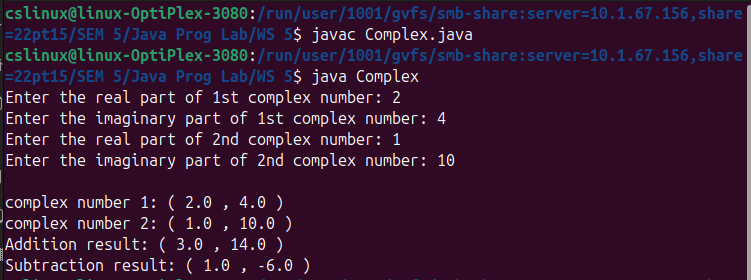 cslinux@linux-OptiPlex-3080:/run/user/1001/gvfs/smb-share:server=10.1.67.156,share
=22pt15/SEM 5/Java Prog Lab/WS 5$ javac Complex.java
cslinux@linux-OptiPlex-3080:/run/user/1001/gvfs/smb-share:server=10.1.67.156,share
=22pt15/SEM 5/Java Prog Lab/WS 5$ java Complex
Enter the real part of 1st complex number: 2
Enter the imaginary part of 1st complex number: 4
Enter the real part of 2nd complex number: 1
Enter the imaginary part of 2nd complex number: 10
complex number 1: ( 2.0 , 4.0 )
complex number 2: ( 1.0 , 10.0 )
Addition result: ( 3.0 , 14.0 )
Subtraction result: ( 1.0 , -6.0 )